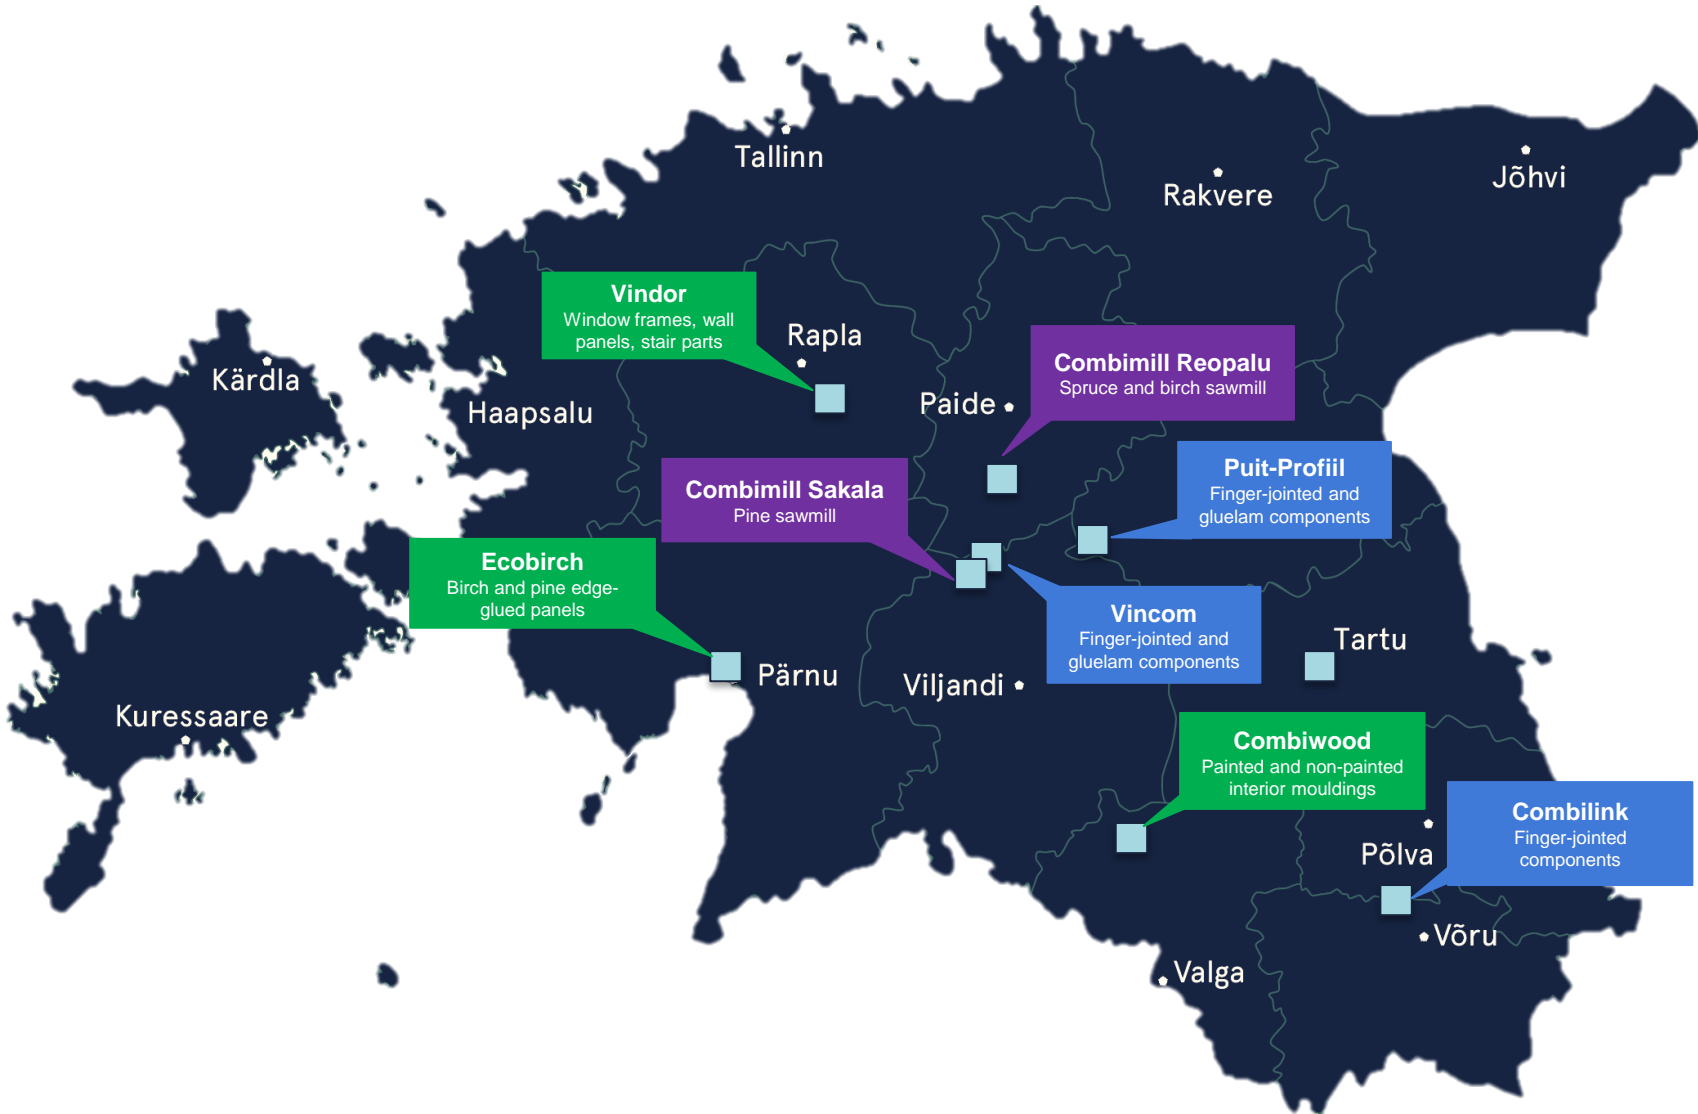 Tallinn
Rakvere
Jõhvi
Vindor
Window frames, wall
panels, stair parts
Rapla
Kärdla
Haapsalu
Paide
Combimill Reopalu
Spruce and birch sawmill
Combimill Sakala
Pine sawmill
Puit-Profiil
Finger-jointed and
gluelam components
Ecobirch
Birch and pine edge-
glued panels
Vincom
Finger-jointed and
gluelam components
Tartu
Pärnu
Viljandi
Kuressaare
Combiwood
Painted and non-painted
interior mouldings
Combilink
Finger-jointed
components
Põlva
Võru
Valga